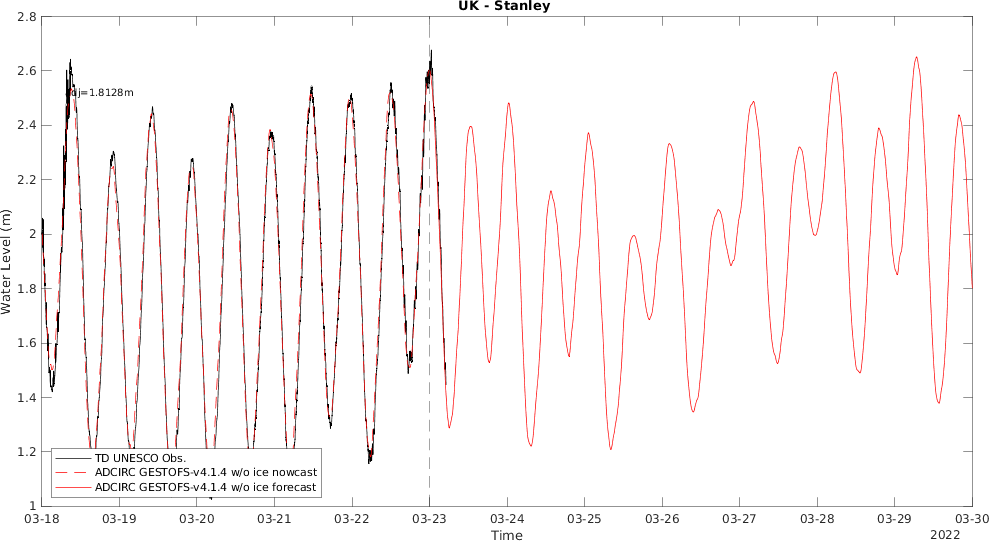 UK - Stanley
2.8
2.6
2.4
2.2
2
1.8
1.6
1.4
1.2
1
Water Level (m)
j=1.8128m
TD UNESCO Obs.
ADCIRC GESTOFS-v4.1.4 w/o ice nowcast
ADCIRC GESTOFS-v4.1.4 w/o ice forecast
03-18 03-19 03-20 03-21 03-22 03-23 03-24 03-25 03-26 03-27 03-28 03-29 03-30
Time
2022